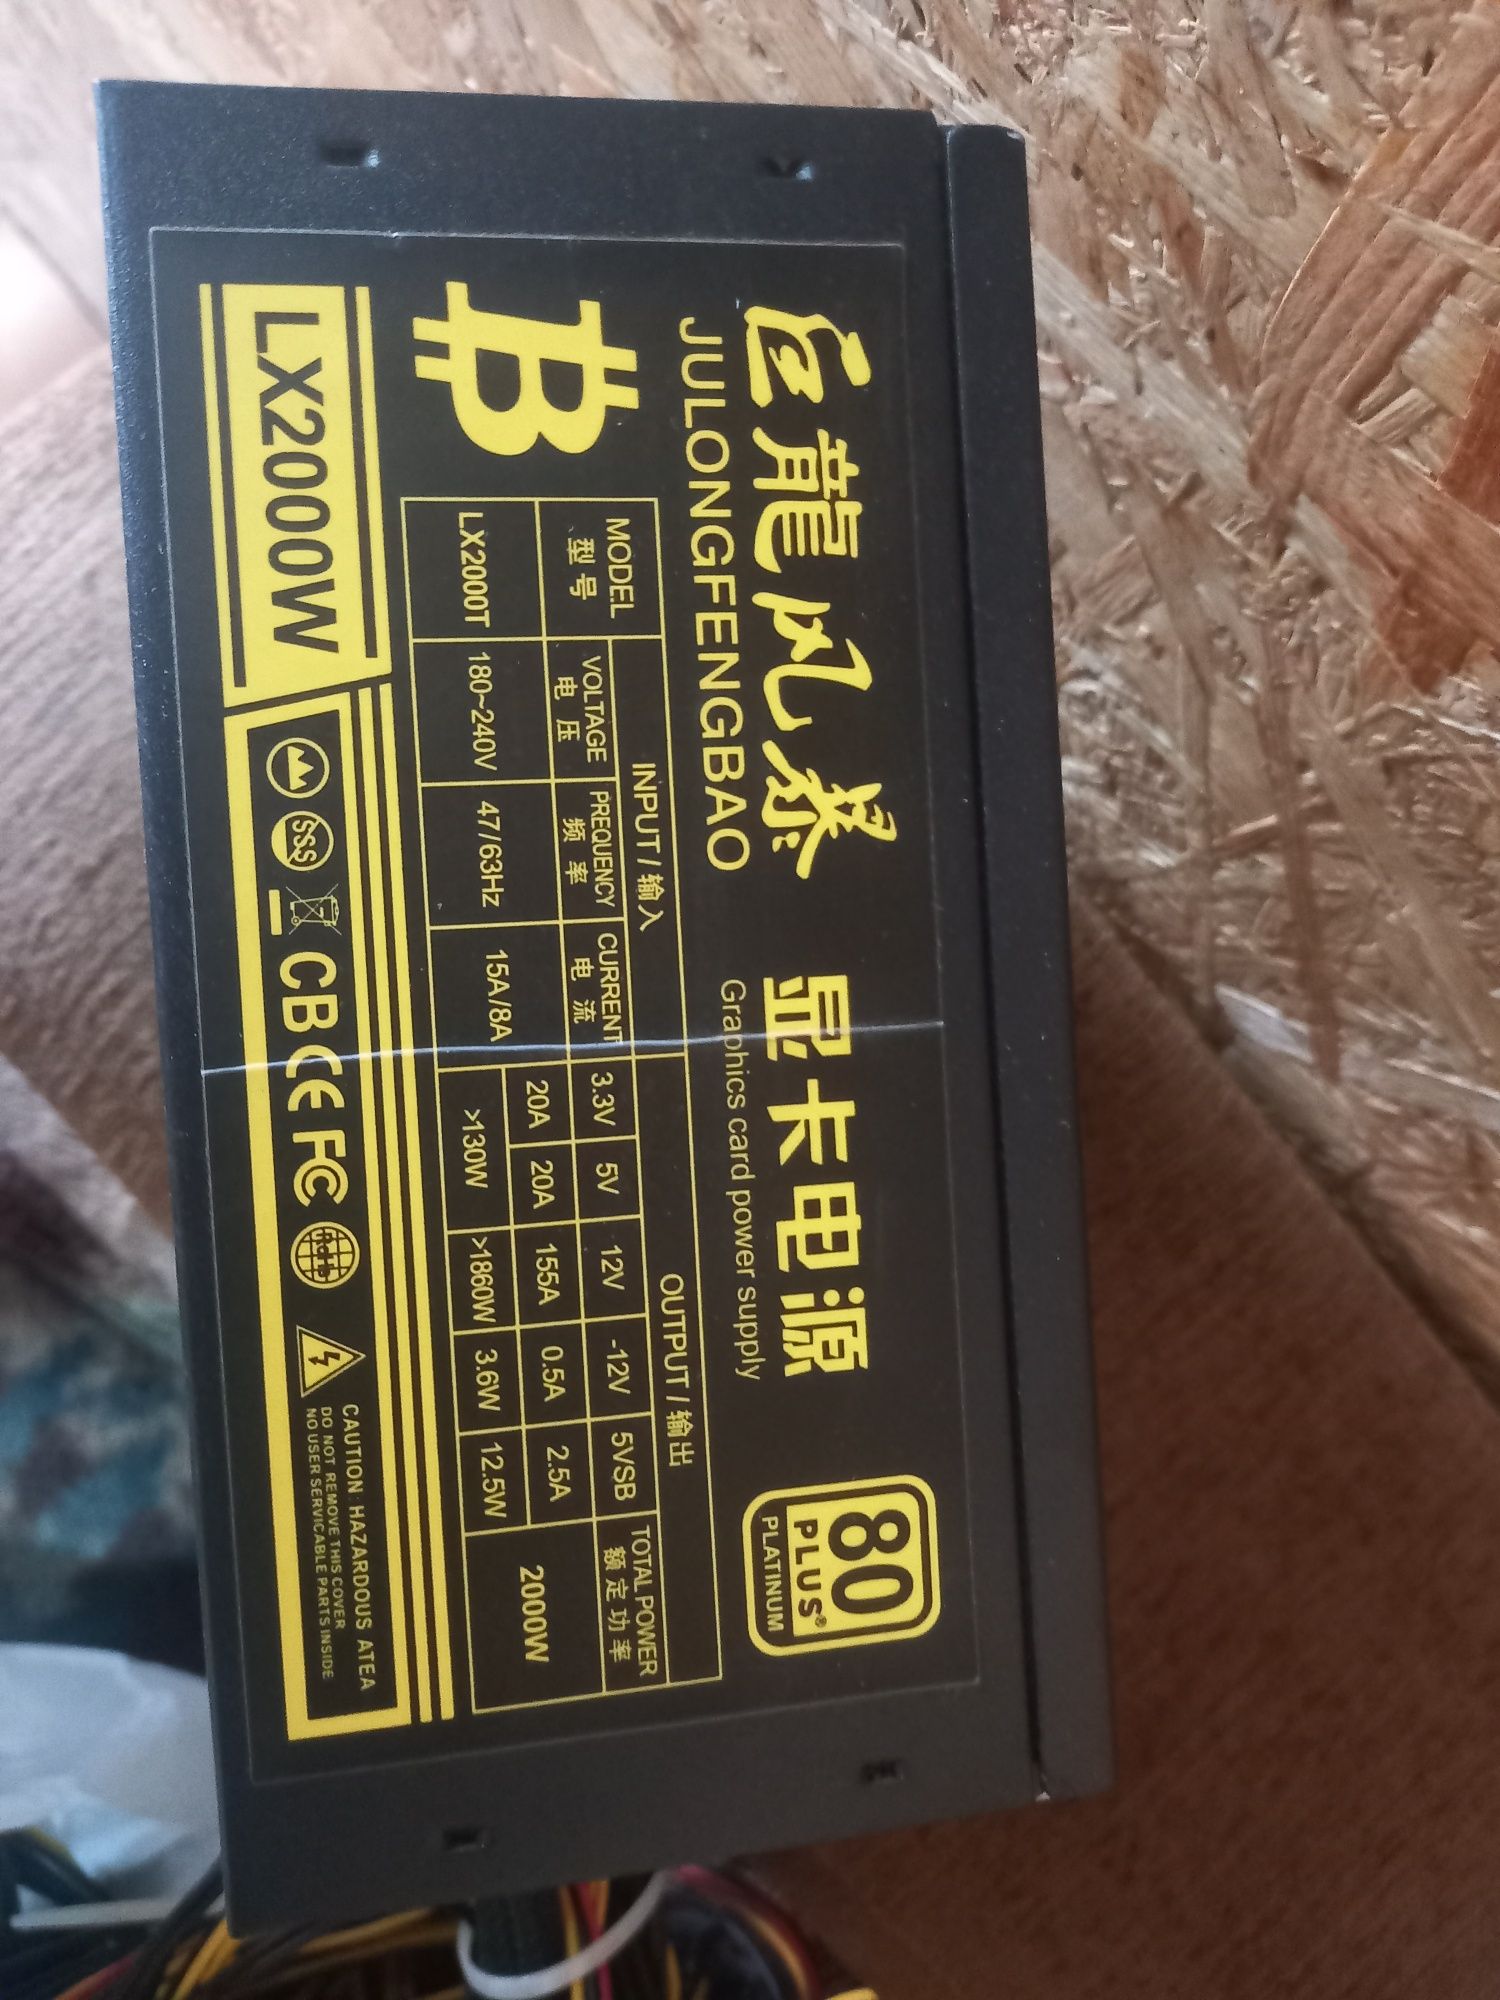 巨龍风暴 显卡电源
JULONGFENGBAO Graphics card power supply
80
PLUS®
PLATINUM
INPUT / 输入 OUTPUT / 输出
MODEL 型号 VOLTAGE 电压 PREQUENCY 频率 CURRENT 电流 3.3V 5V 12V -12V 5VSB TOTAL POWER 额定功率
LX2000T 180~240V 47/63Hz 15A/8A 20A 20A 155A 0.5A 2.5A 2000W
>130W >1860W 3.6W 12.5W
LX2000W
SSS CB CE FC
CAUTION: HAZARDOUS ATEA
DO NOT REMOVE THIS COVER
NO USER SERVICABLE PARTS INSIDE